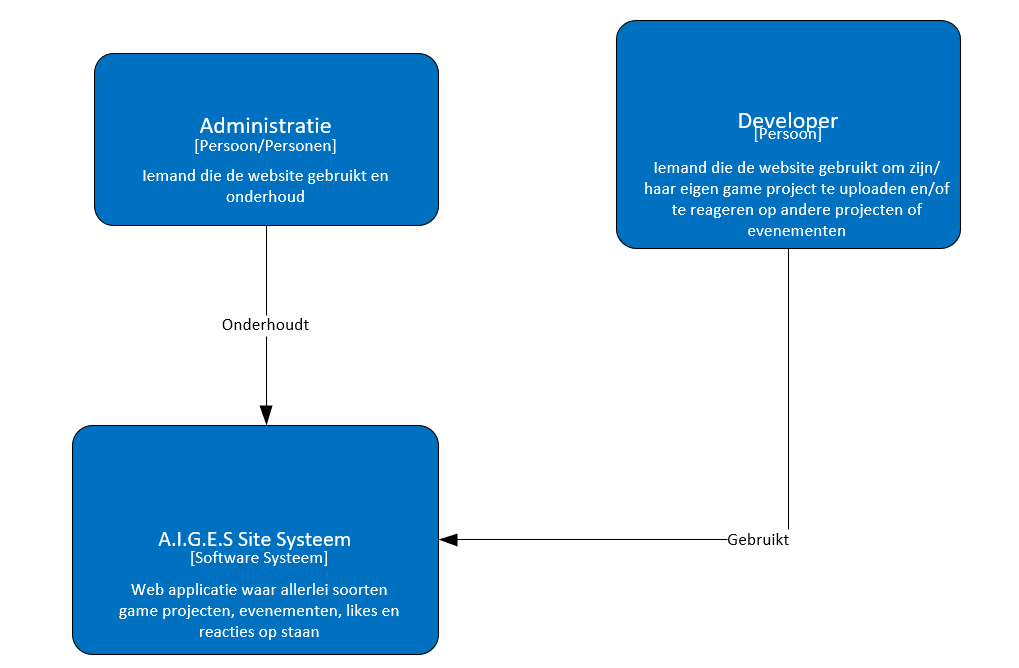 Administratie
[Persoon/Personen]
Iemand die de website gebruikt en
onderhoud
Developer
[Persoon]
Iemand die de website gebruikt om zijn/
haar eigen game project te uploaden en/of
te reageren op andere projecten of
evenementen
Onderhoudt
A.I.G.E.S Site Systeem
[Software Systeem]
Web applicatie waar allerlei soorten
game projecten, evenementen, likes en
reacties op staan
Gebruikt